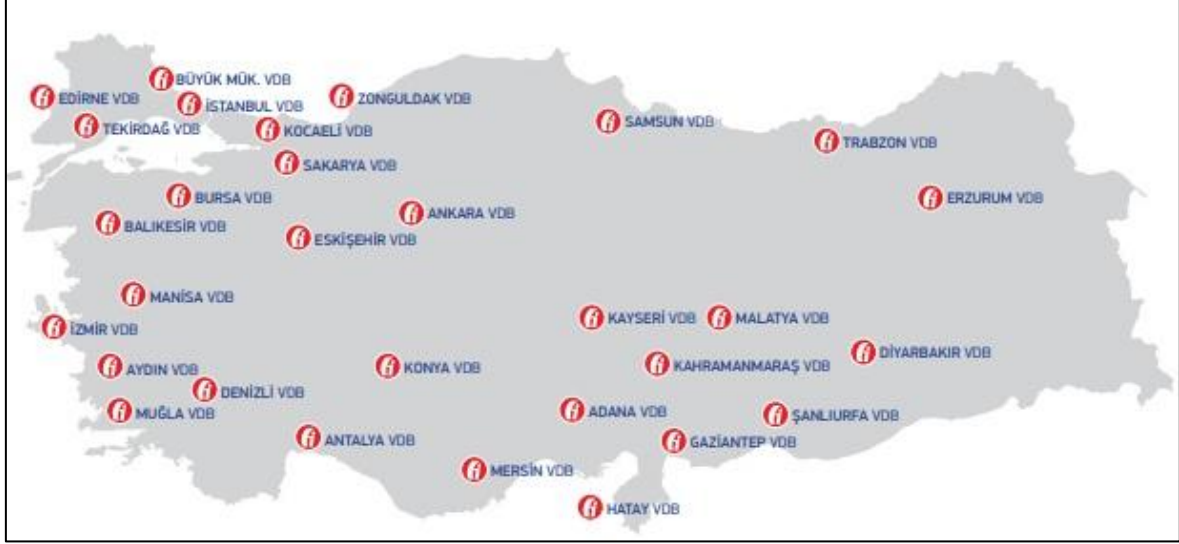 BÜYÜK MÜK. VDB
EDİRNE VDB
İSTANBUL VDB
ZONGULDAK VDB
TEKİRDAĞ VDB
KOCAELİ VDB
SAMSUN VDB
TRABZON VDB
SAKARYA VDB
BURSA VDB
ERZURUM VDB
ANKARA VDB
BALIKESİR VDB
ESKİŞEHİR VDB
MANİSA VDB
KAYSERİ VDB
MALATYA VDB
İZMİR VDB
DİYARBAKIR VDB
AYDIN VDB
KONYA VDB
KAHRAMANMARAŞ VDB
DENİZLİ VDB
MUĞLA VDB
ADANA VDB
ŞANLIURFA VDB
ANTALYA VDB
GAZİANTEP VDB
MERSİN VDB
HATAY VDB